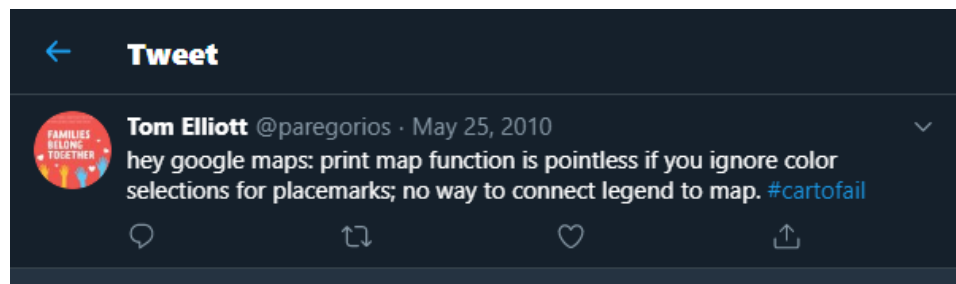 Tweet
FAMILIES
BELONG
TOGETHER
Tom Elliott @paregorios · May 25, 2010
hey google maps: print map function is pointless if you ignore color
selections for placemarks; no way to connect legend to map. #cartofail